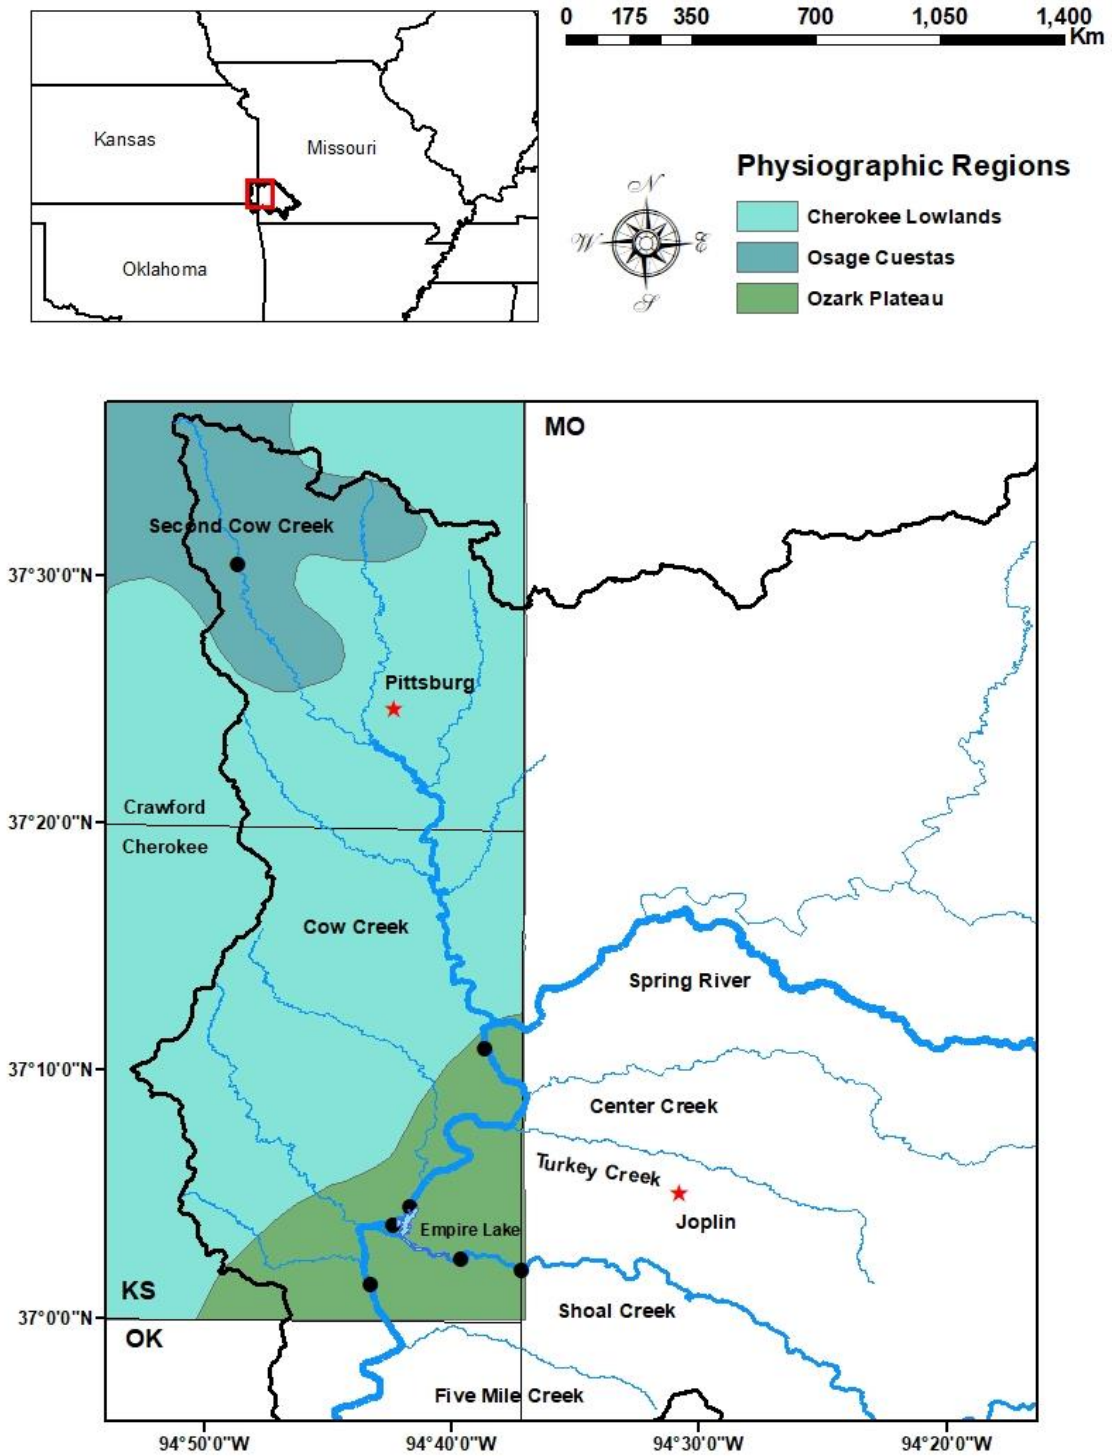 0 175 350 700 1,050 1,400
Km
Kansas
Missouri
Oklahoma
N
W E
S
Physiographic Regions
Cherokee Lowlands
Osage Cuestas
Ozark Plateau
MO
Second Cow Creek
37°30'0"N
Pittsburg
Crawford
37°20'0"N
Cherokee
Cow Creek
Spring River
37°10'0"N
Center Creek
Turkey Creek
Joplin
Empire Lake
KS
Shoal Creek
37°0'0"N
OK
Five Mile Creek
94°50'0"W 94°40'0"W 94°30'0"W 94°20'0"W